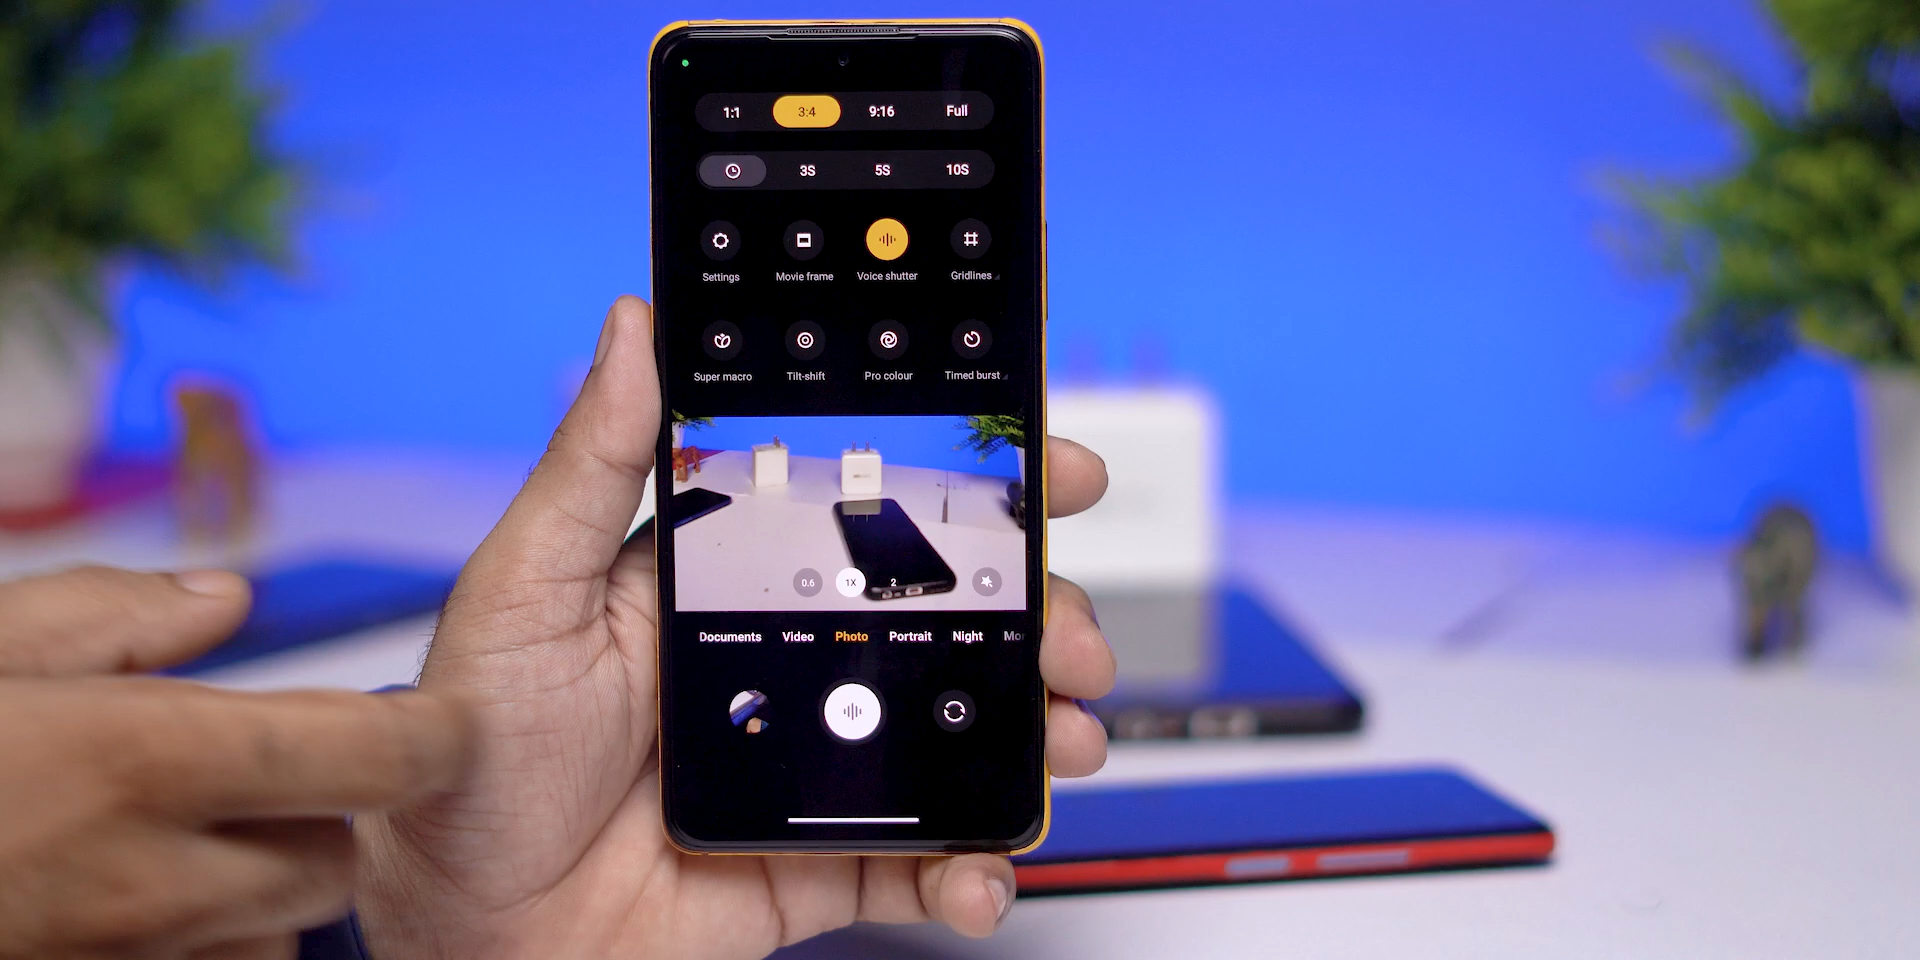 1:1 3:4 9:16 Full
3S 5S 10S
Settings Movie frame Voice shutter Gridlines
Super macro Tilt-shift Pro colour Timed burst
0.6 1X 2
Documents Video Photo Portrait Night Mor